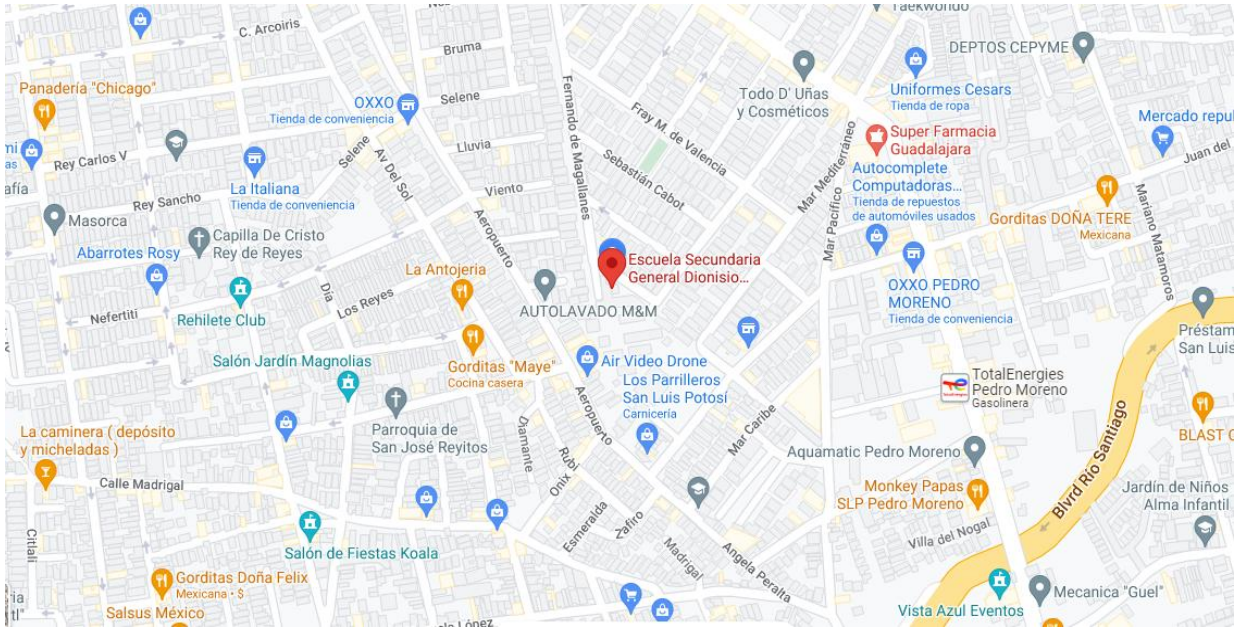 Taekwondo
C. Arcoiris
Bruma
DEPTOS CEPYME
Panadería "Chicago"
Selene
OXXO
Tienda de conveniencia
Todo D' Uñas
y Cosméticos
Uniformes Cesars
Tienda de ropa
Mercado repul
Fernando de Magallanes
Fray M. de Valencia
Super Farmacia
Guadalajara
Juan del
mi
as
afía
Rey Carlos V
Selene
Av Del Sol
Lluvia
Sebastián Cabot
Mar Mediterráneo
Autocomplete
Computadoras...
Tienda de repuestos
de automóviles usados
La Italiana
Tienda de conveniencia
Viento
Mar Pacífico
Gorditas DOÑA TERE
Mexicana
Mariano Matamoros
Rey Sancho
Masorca
Capilla De Cristo
Rey de Reyes
Aeropuerto
Abarrotes Rosy
La Antojeria
Escuela Secundaria
General Dionisio...
OXXO PEDRO
MORENO
Tienda de conveniencia
Día
Los Reyes
Nefertiti
Rehilete Club
AUTOLAVADO M&M
Préstam
San Luis
Salón Jardín Magnolias
Gorditas "Maye"
Cocina casera
Air Video Drone
Los Parrilleros
San Luis Potosí
Carnicería
TotalEnergies
Pedro Moreno
Gasolinera
Aeropuerto
Mar Caribe
La caminera ( depósito
y micheladas )
Parroquia de
San José Reyitos
Diamante
Rubí
Onix
BLAST C
Aquamatic Pedro Moreno
Blvrd Río Santiago
Calle Madrigal
Monkey Papas
SLP Pedro Moreno
Jardín de Niños
Alma Infantil
Esmeralda
Zafiro
Villa del Nogal
Citlali
Salón de Fiestas Koala
Madrigal
Angela Peralta
Gorditas Doña Felix
Mexicana · $
Salsus México
Vista Azul Eventos
Mecanica "Guel"
ria
López